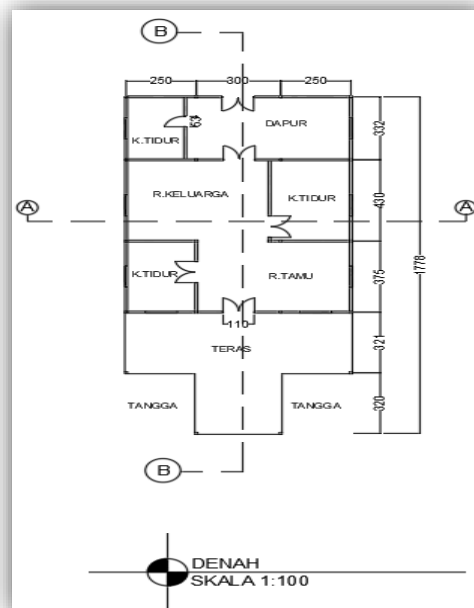 B
250 300 250
DAPUR
63
K.TIDUR
332
R.KELUARGA
K.TIDUR
430
A
A
K.TIDUR
R.TAMU
375
1778
110
TERAS
321
TANGGA
TANGGA
320
B
DENAH
SKALA 1:100